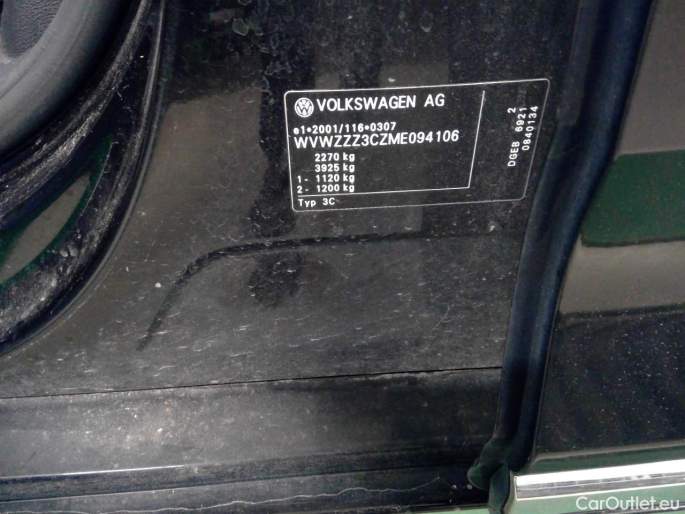 VOLKSWAGEN AG
e1*2001/116*0307
WVWZZZ3CZME094106
2270 kg
3925 kg
1- 1120 kg
2- 1200 kg
Typ 3C
2
DGEB 6921
0840134
CarOutlet.eu